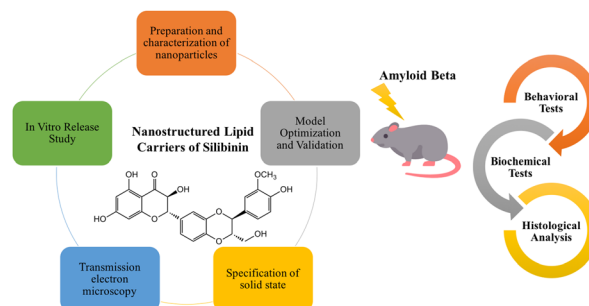 Preparation and
characterization of
nanoparticles
In Vitro Release
Study
Nanostructured Lipid
Carriers of Silibinin
Model
Optimization and
Validation
OH
O
OH
HO
O
O
O
OCH3
OH
OH
Transmission
electron
microscopy
Specification of
solid state
Amyloid Beta
Behavioral
Tests
Biochemical
Tests
Histological
Analysis